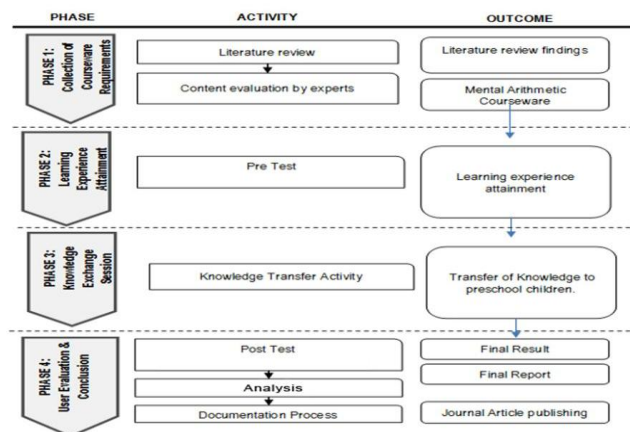 PHASE ACTIVITY OUTCOME
PHASE 1:
Collection of
Courseware
Requirements
Literature review
Content evaluation by experts
Literature review findings
Mental Arithmetic
Courseware
PHASE 2:
Learning
Experience
Attainment
Pre Test
Learning experience
attainment
PHASE 3:
Knowledge
Exchange
Session
Knowledge Transfer Activity
Transfer of Knowledge to
preschool children.
PHASE 4:
User Evaluation &
Conclusion
Post Test
Analysis
Documentation Process
Final Result
Final Report
Journal Article publishing